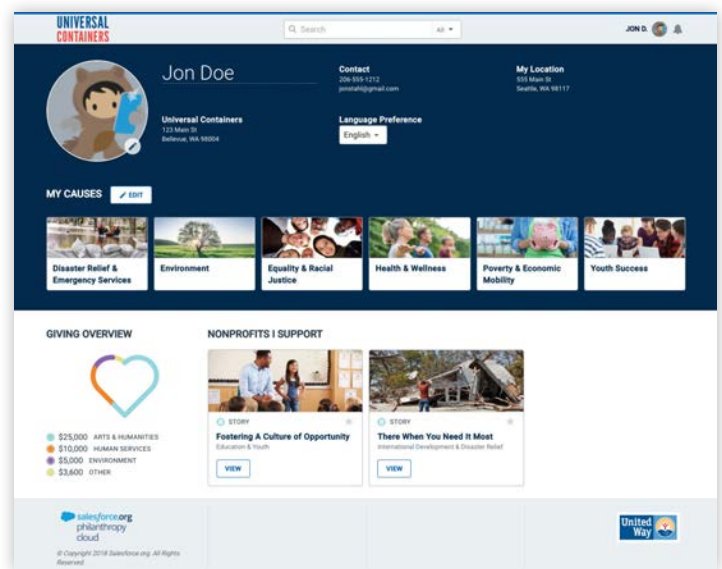 UNIVERSAL
CONTAINERS
Search
All
JON D.
Jon Doe
Contact
206-555-1212
jonstahl@gmail.com
My Location
555 Main St
Seattle, WA 98117
Universal Containers
123 Main St
Bellevue, WA 98004
Language Preference
English
MY CAUSES
EDIT
Disaster Relief &
Emergency Services
Environment
Equality & Racial
Justice
Health & Wellness
Poverty & Economic
Mobility
Youth Success
GIVING OVERVIEW
$25,000 ARTS & HUMANITIES
$10,000 HUMAN SERVICES
$5,000 ENVIRONMENT
$3,600 OTHER
NONPROFITS I SUPPORT
STORY
Fostering A Culture of Opportunity
Education & Youth
VIEW
STORY
There When You Need It Most
International Development & Disaster Relief
VIEW
salesforce.org
philanthropy
cloud
© Copyright 2018 Salesforce.org. All Rights
Reserved.
United
Way